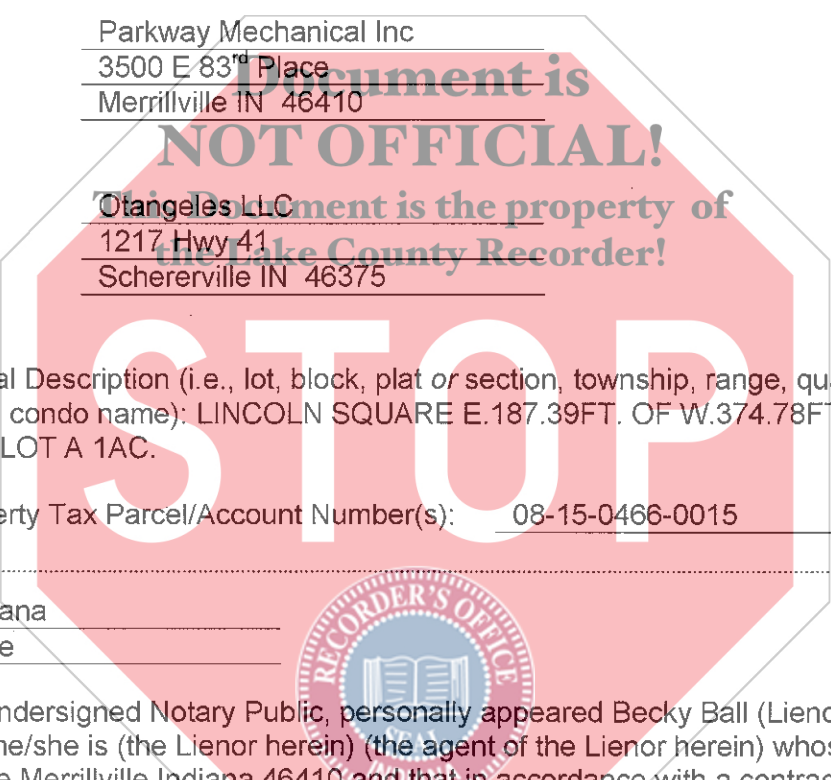 Parkway Mechanical Inc
3500 E 83rd Place
Merrillville IN 46410
Document is
NOT OFFICIAL!
This Document is the property of
the Lake County Recorder!
Otangeles LLC
1217 Hwy 41
Schererville IN 46375
STOP
al Description (i.e., lot, block, plat or section, township, range, qua
condo name): LINCOLN SQUARE E.187.39FT. OF W.374.78FT
LOT A 1AC.
erty Tax Parcel/Account Number(s): 08-15-0466-0015
ana
e
RECORDER'S OFFICE
SEAL
ndersigned Notary Public, personally appeared Becky Ball (Lieno
he/she is (the Lienor herein) (the agent of the Lienor herein) whos
e Merrillville Indiana 46410 and that in accordance with a contra